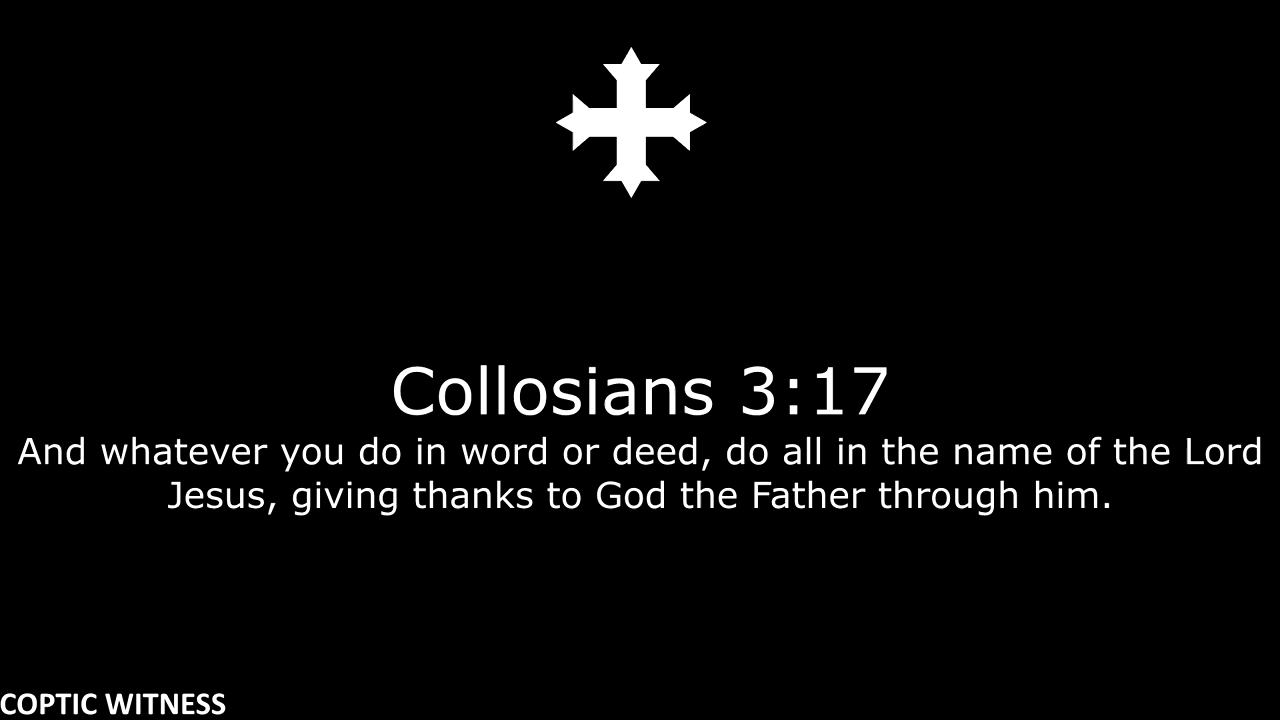 Collosians 3:17
And whatever you do in word or deed, do all in the name of the Lord
Jesus, giving thanks to God the Father through him.
COPTIC WITNESS